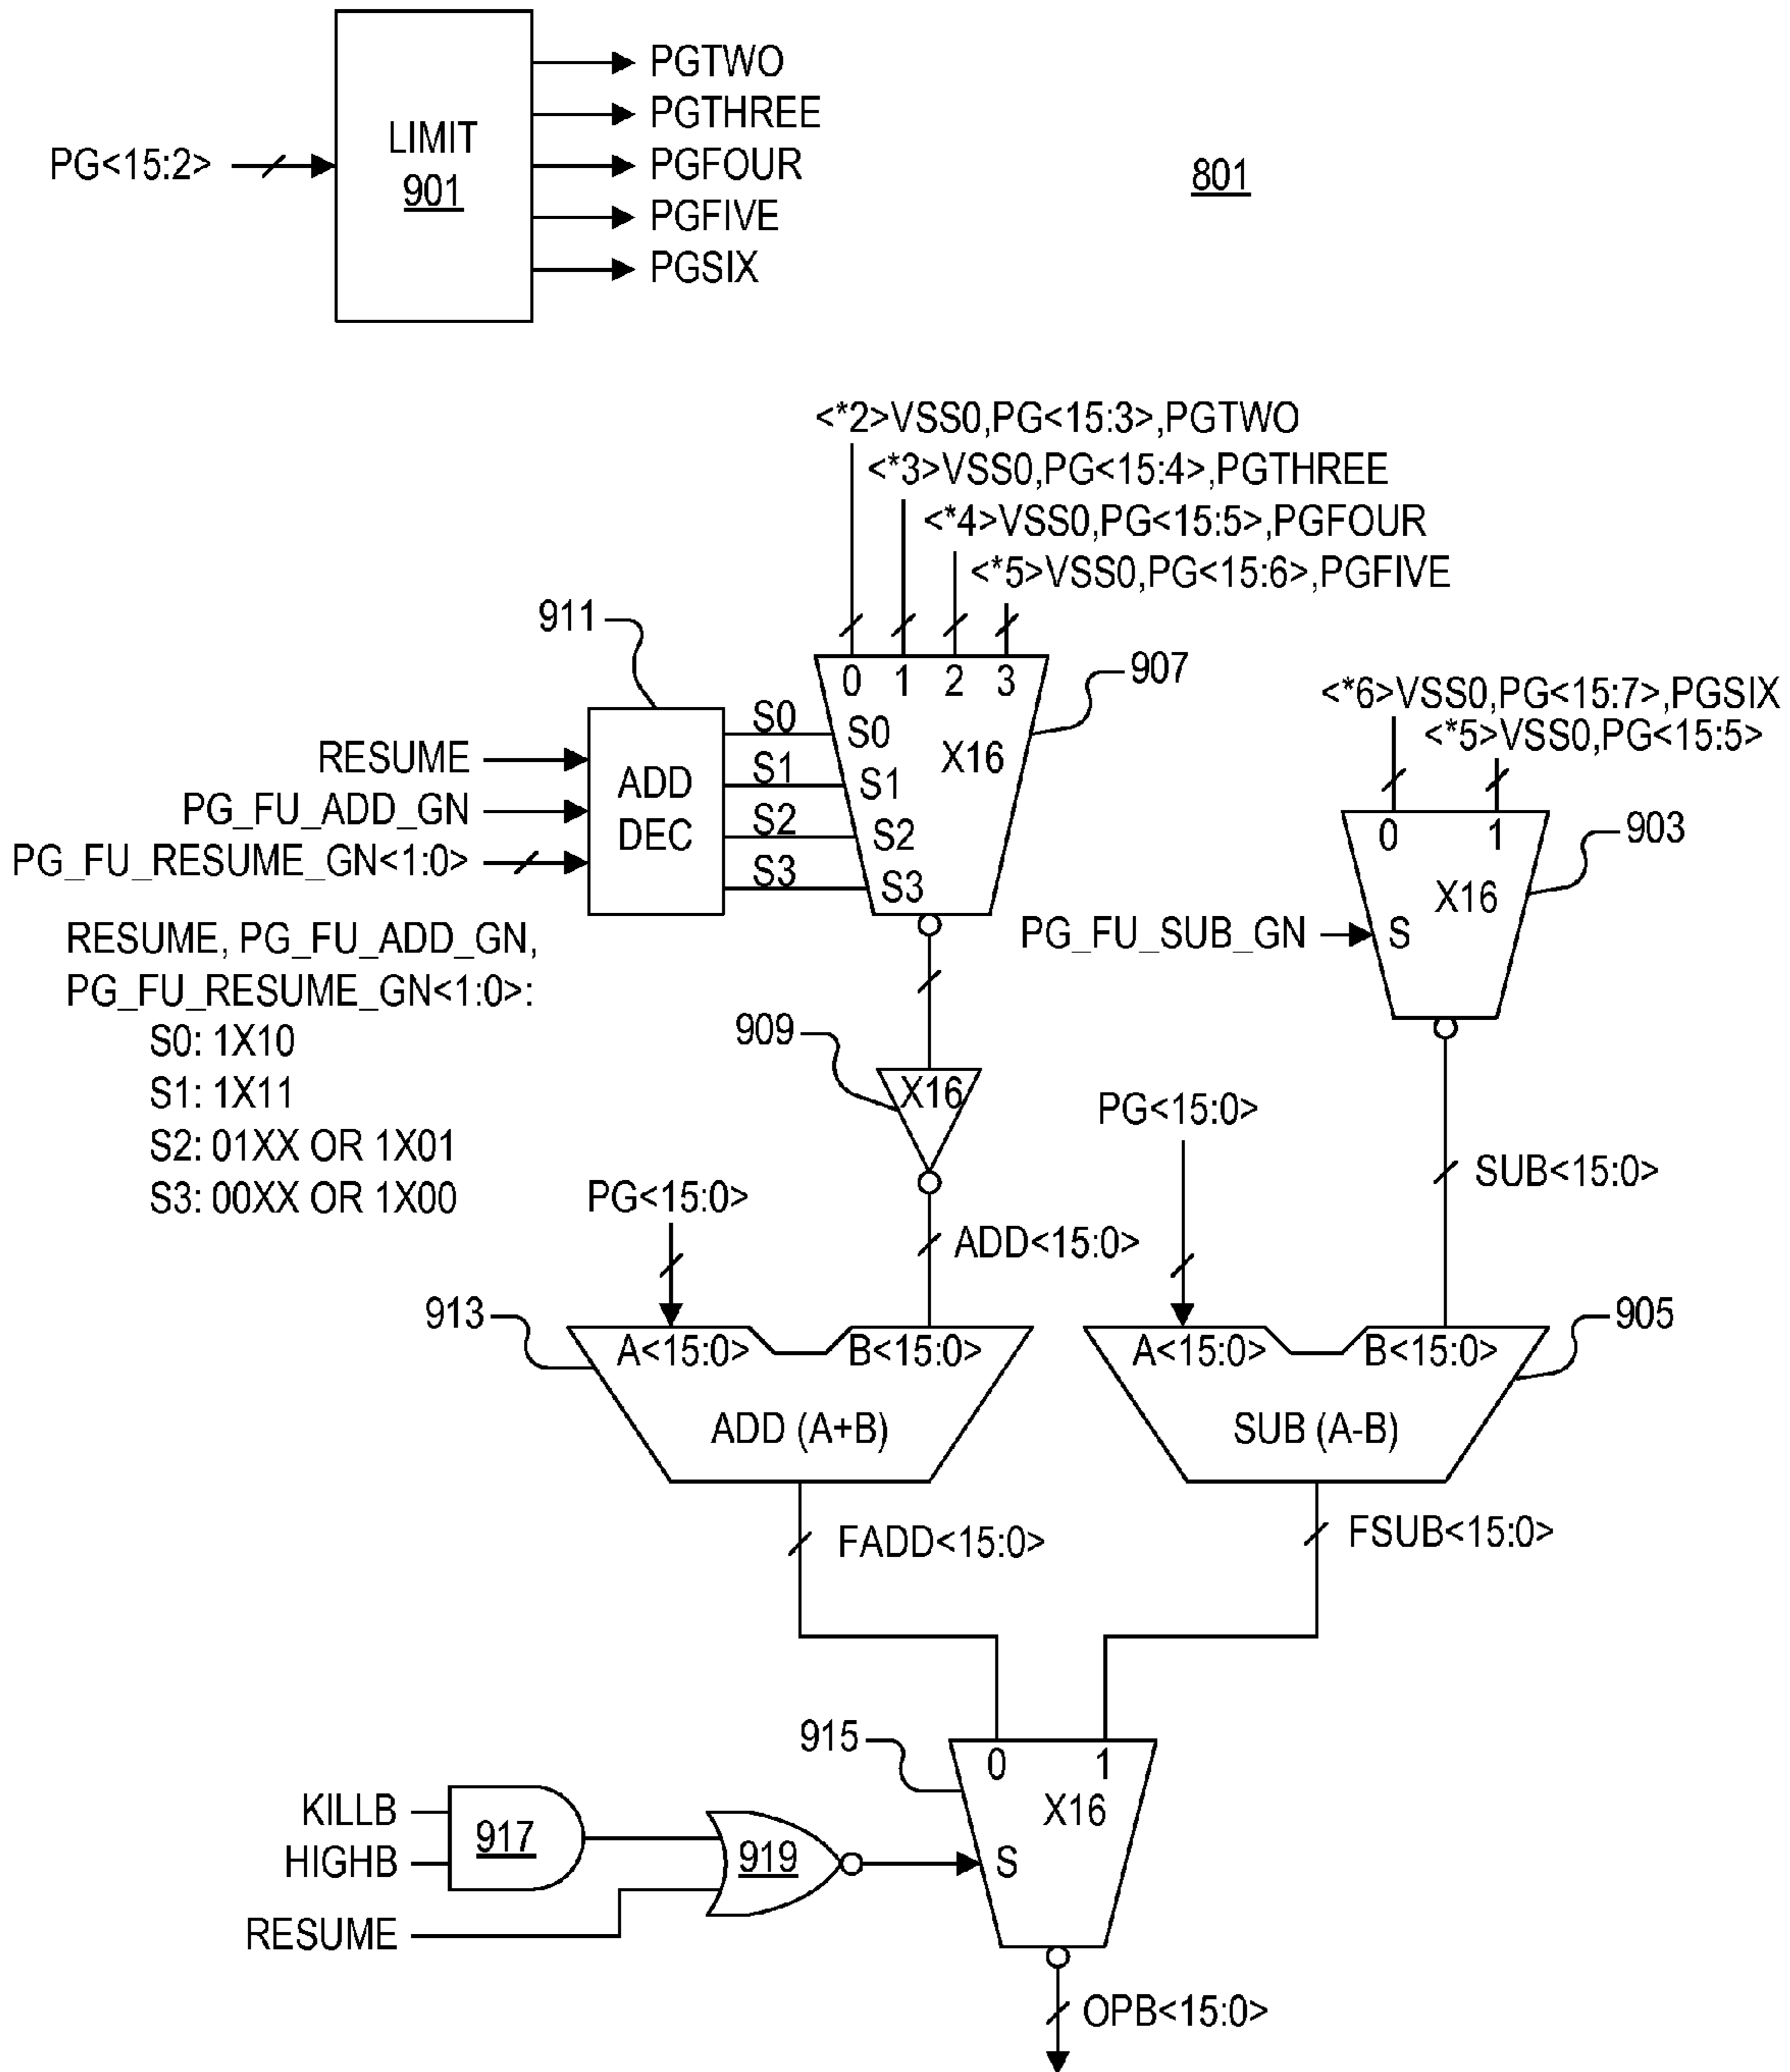 PGTWO
PGTHREE
PGFOUR
PGFIVE
PGSIX
PG<15:2>
LIMIT
901
801
<*2>VSS0,PG<15:3>,PGTWO
<*3>VSS0,PG<15:4>,PGTHREE
<*4>VSS0,PG<15:5>,PGFOUR
<*5>VSS0,PG<15:6>,PGFIVE
911
907
0 1 2 3
<*6>VSS0,PG<15:7>,PGSIX
<*5>VSS0,PG<15:5>
RESUME
PG_FU_ADD_GN
PG_FU_RESUME_GN<1:0>
ADD
DEC
S0
S1
S2
S3
S0
S1
S2
S3
X16
0 1
903
X16
PG_FU_SUB_GN
S
RESUME, PG_FU_ADD_GN,
PG_FU_RESUME_GN<1:0>:
S0: 1X10
S1: 1X11
S2: 01XX OR 1X01
S3: 00XX OR 1X00
909
X16
PG<15:0>
PG<15:0>
SUB<15:0>
ADD<15:0>
913
905
A<15:0> B<15:0>
ADD (A+B)
A<15:0> B<15:0>
SUB (A-B)
FADD<15:0>
FSUB<15:0>
915
0 1
X16
KILLB
HIGHB
917
RESUME
919
S
OPB<15:0>